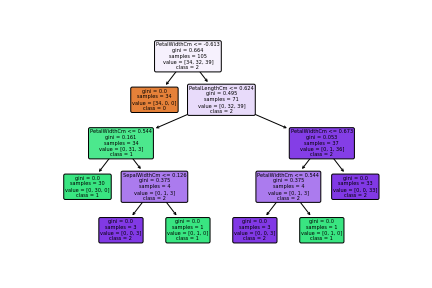 PetalWidthCm <= -0.613
gini = 0.664
samples = 105
value = [34, 32, 39]
class = 2
gini = 0.0
samples = 34
value = [34, 0, 0]
class = 0
PetalLengthCm <= 0.624
gini = 0.495
samples = 71
value = [0, 32, 39]
class = 2
PetalWidthCm <= 0.544
gini = 0.161
samples = 34
value = [0, 31, 3]
class = 1
PetalWidthCm <= 0.675
gini = 0.053
samples = 37
value = [0, 1, 36]
class = 2
gini = 0.0
samples = 30
value = [0, 30, 0]
class = 1
SepalWidthCm <= 0.126
gini = 0.375
samples = 4
value = [0, 1, 3]
class = 2
PetalWidthCm <= 0.544
gini = 0.375
samples = 4
value = [0, 1, 3]
class = 2
gini = 0.0
samples = 33
value = [0, 0, 33]
class = 2
gini = 0.0
samples = 3
value = [0, 0, 3]
class = 2
gini = 0.0
samples = 1
value = [0, 1, 0]
class = 1
gini = 0.0
samples = 3
value = [0, 0, 3]
class = 2
gini = 0.0
samples = 1
value = [0, 1, 0]
class = 1